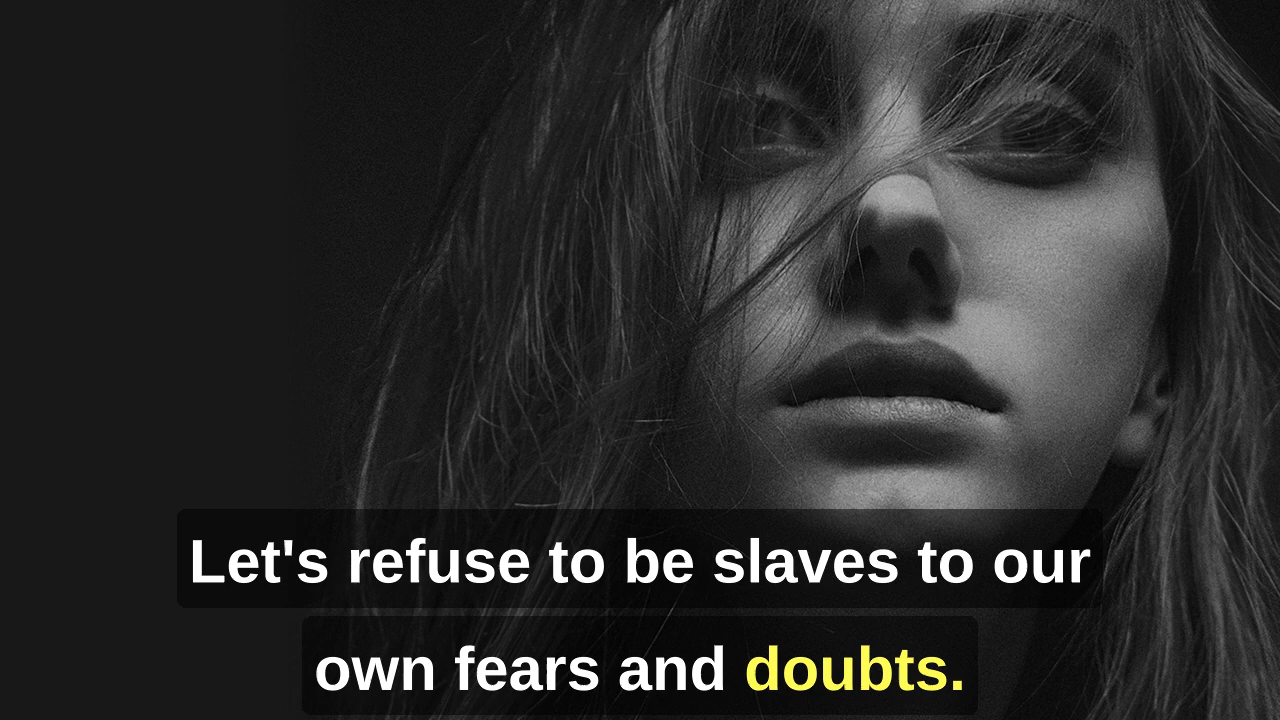 Let's refuse to be slaves to our
own fears and doubts.